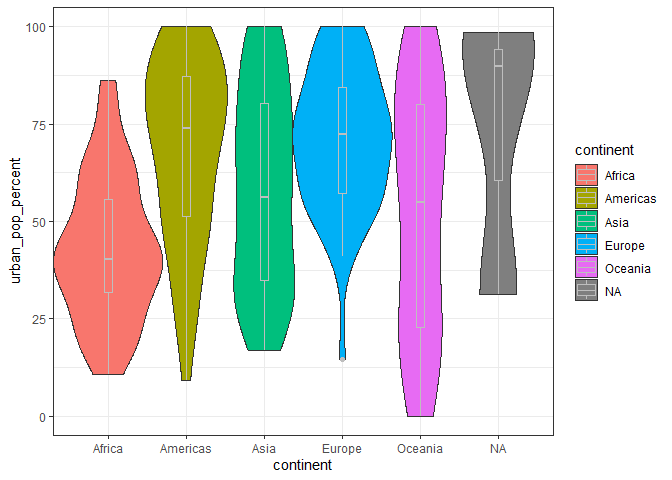 100
75
50
25
0
urban_pop_percent
Africa Americas Asia Europe Oceania NA
continent
continent
Africa
Americas
Asia
Europe
Oceania
NA